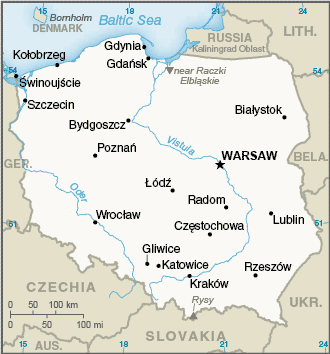 15
18
21
24
Bornholm
DENMARK
Baltic Sea
Gdynia
Gdańsk
Kołobrzeg
RUSSIA
Kaliningrad Oblast
LITH.
54
54
Świnoujście
near Raczki
Elbląskie
Szczecin
Białystok
Bydgoszcz
Vistula
Poznań
WARSAW
GER.
BELA.
Oder
Łódź
Radom
Wrocław
Lublin
51
51
Częstochowa
Gliwice
Katowice
Rzeszów
Kraków
CZECHIA
Rysy
UKR.
0 50 100 km
0 50 100 mi
SLOVAKIA
15
18
21
24